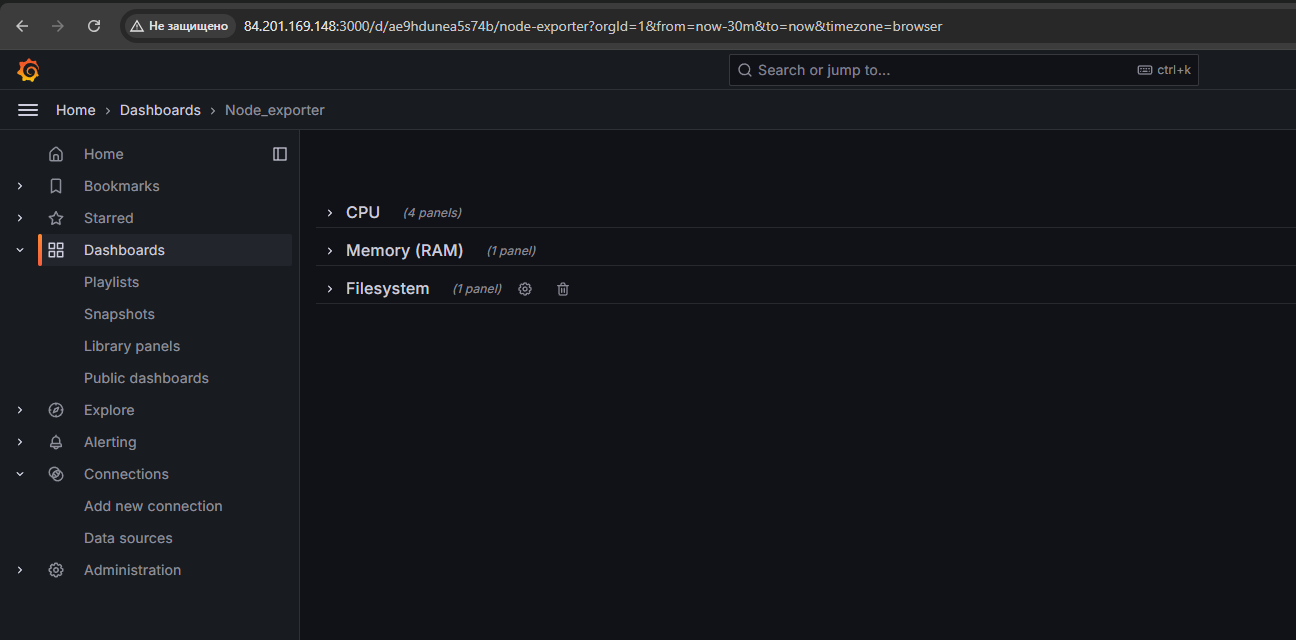 Не защищено 84.201.169.148:3000/d/ae9hdunea5s74b/node-exporter?orgId=1&from=now-30m&to=now&timezone=browser
Search or jump to... ctrl+k
Home › Dashboards › Node_exporter
Home
Bookmarks
Starred
Dashboards
Playlists
Snapshots
Library panels
Public dashboards
Explore
Alerting
Connections
Add new connection
Data sources
Administration
CPU (4 panels)
Memory (RAM) (1 panel)
Filesystem (1 panel)